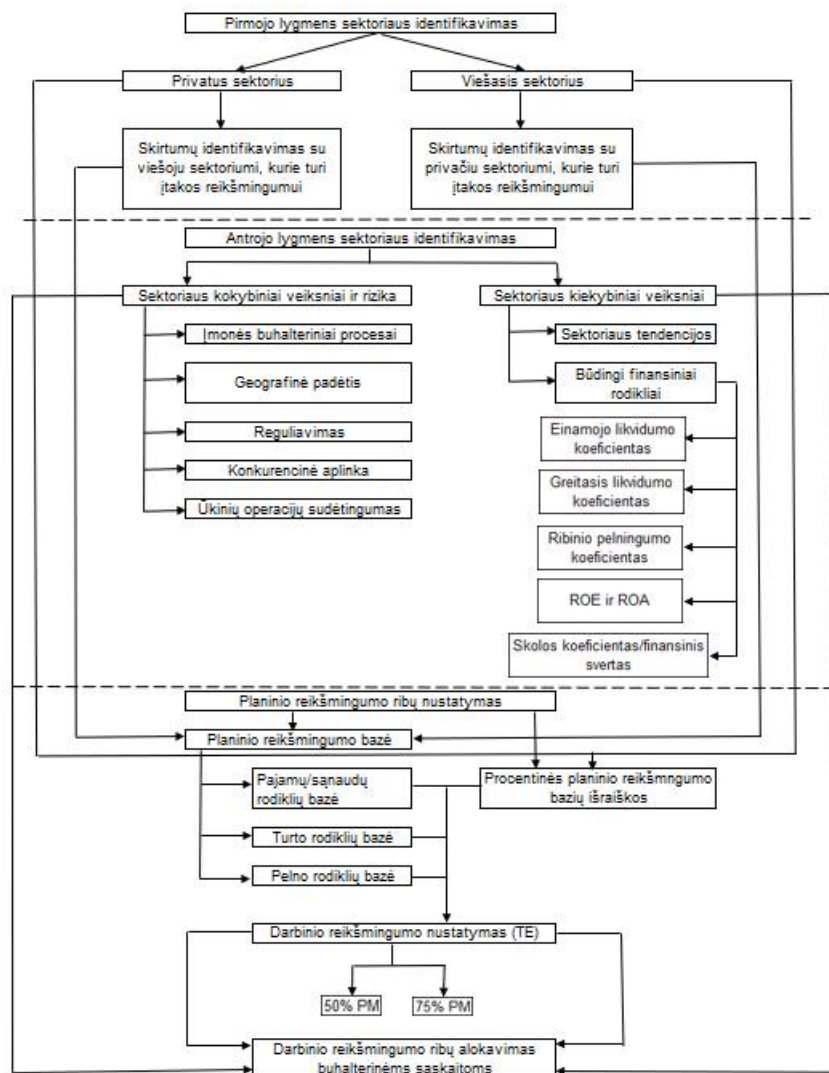 Pirmojo lygmens sektoriaus identifikavimas
Privatus sektorius
Viešasis sektorius
Skirtumų identifikavimas su
viešoju sektoriumi, kurie turi
įtakos reikšmingumui
Skirtumų identifikavimas su
privačiu sektoriumi, kurie turi
įtakos reikšmingumui
Antrojo lygmens sektoriaus identifikavimas
Sektoriaus kokybiniai veiksniai ir rizika
Sektoriaus kiekybiniai veiksniai
Įmonės buhalteriniai procesai
Sektoriaus tendencijos
Geografinė padėtis
Būdingi finansiniai
rodikliai
Reguliavimas
Einamojo likvidumo
koeficientas
Konkurencinė aplinka
Greitasis likvidumo
koeficientas
Ūkinių operacijų sudėtingumas
Ribinio pelningumo
koeficientas
ROE ir ROA
Skolos koeficientas/finansinis
svertas
Planinio reikšmingumo ribų nustatymas
Planinio reikšmingumo bazė
Pajamų/sąnaudų
rodiklių bazė
Procentinės planinio reikšmngumo
bazių išraiškos
Turto rodiklių bazė
Pelno rodiklių bazė
Darbinio reikšmingumo nustatymas (TE)
50% PM
75% PM
Darbinio reikšmingumo ribų alokavimas
buhalterinėms sąskaitoms